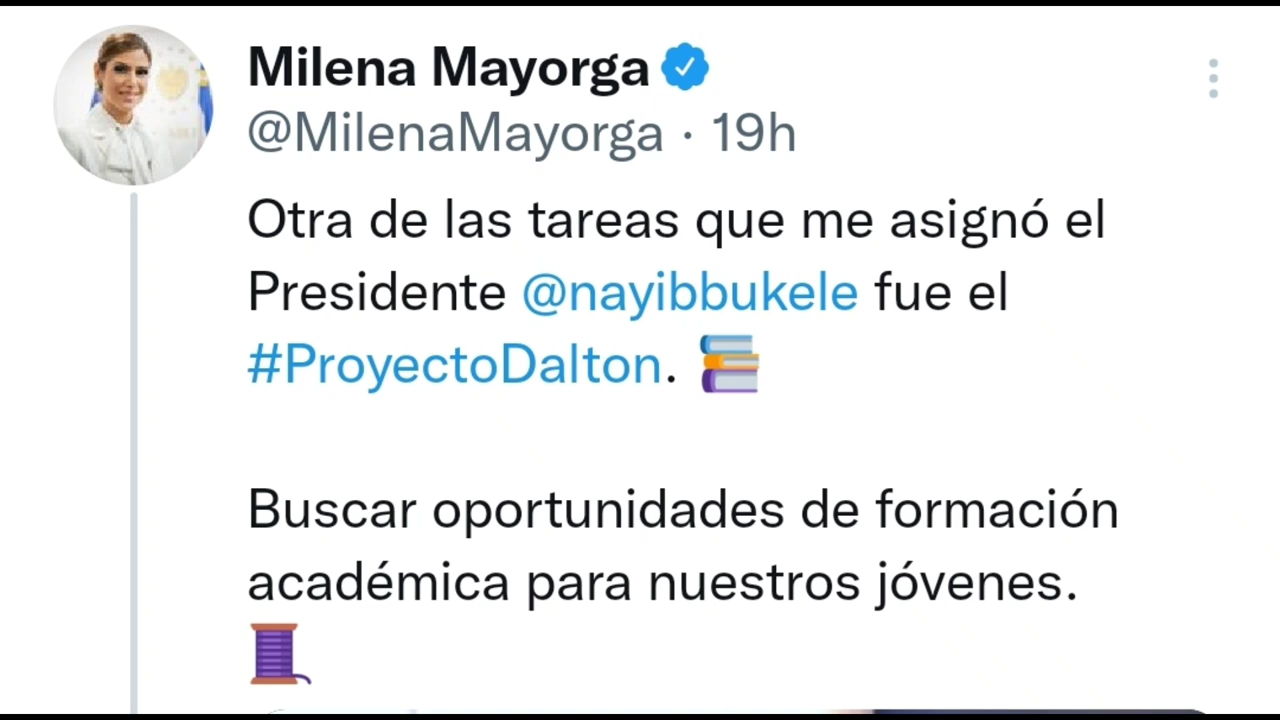 Milena Mayorga
@MilenaMayorga · 19h
Otra de las tareas que me asignó el
Presidente @nayibbukele fue el
#ProyectoDalton. 📚
Buscar oportunidades de formación
académica para nuestros jóvenes.
🧵